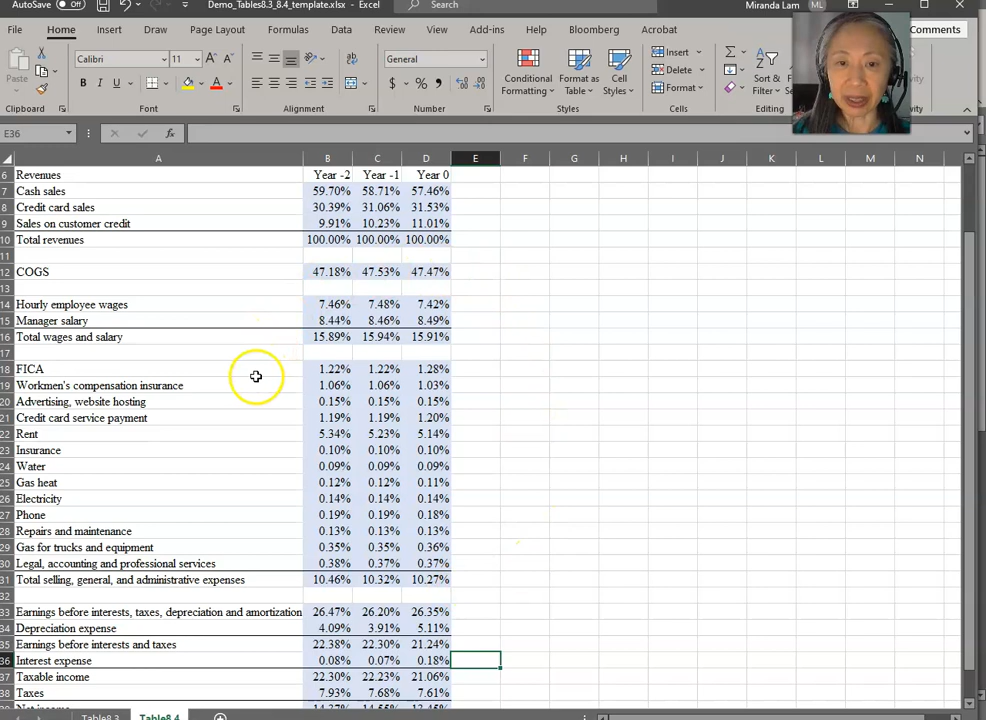 AutoSave Off Demo_Tables8.3_8.4_template.xlsx - Excel Search Miranda Lam ML
File Home Insert Draw Page Layout Formulas Data Review View Help Bloomberg Acrobat Comments
Paste Calibri 11 A A ab General Conditional Formatting Format as Table Cell Styles Insert Delete Format Sort & Filter
B I U A $ % 9
Clipboard Font Alignment Number Styles Cells Editing
E36 fx
A B C D E F G H I J K L M N
6 Revenues Year -2 Year -1 Year 0
7 Cash sales 59.70% 58.71% 57.46%
8 Credit card sales 30.39% 31.06% 31.53%
9 Sales on customer credit 9.91% 10.23% 11.01%
10 Total revenues 100.00% 100.00% 100.00%
11
12 COGS 47.18% 47.53% 47.47%
13
14 Hourly employee wages 7.46% 7.48% 7.42%
15 Manager salary 8.44% 8.46% 8.49%
16 Total wages and salary 15.89% 15.94% 15.91%
17
18 FICA 1.22% 1.22% 1.28%
19 Workmen's compensation insurance 1.06% 1.06% 1.03%
20 Advertising, website hosting 0.15% 0.15% 0.15%
21 Credit card service payment 1.19% 1.19% 1.20%
22 Rent 5.34% 5.23% 5.14%
23 Insurance 0.10% 0.10% 0.10%
24 Water 0.09% 0.09% 0.09%
25 Gas heat 0.12% 0.12% 0.11%
26 Electricity 0.14% 0.14% 0.14%
27 Phone 0.19% 0.19% 0.18%
28 Repairs and maintenance 0.13% 0.13% 0.13%
29 Gas for trucks and equipment 0.35% 0.35% 0.36%
30 Legal, accounting and professional services 0.38% 0.37% 0.37%
31 Total selling, general, and administrative expenses 10.46% 10.32% 10.27%
32
33 Earnings before interests, taxes, depreciation and amortization 26.47% 26.20% 26.35%
34 Depreciation expense 4.09% 3.91% 5.11%
35 Earnings before interests and taxes 22.38% 22.30% 21.24%
36 Interest expense 0.08% 0.07% 0.18%
37 Taxable income 22.30% 22.23% 21.06%
38 Taxes 7.93% 7.68% 7.61%
Net income 14.37% 14.55% 13.45%
Table8.3 Table8.4